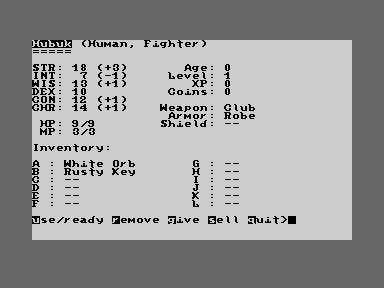 (Human, Fighter)
=====
STR: 18 (+3) Age: 0
INT: 7 (-1) Level: 1
WIS: 13 (+1) XP: 0
DEX: 10 Coins: 0
CON: 12 (+1)
CHR: 14 (+1) Weapon: Club
Armor: Robe
HP: 9/9 Shield: --
MP: 3/3
Inventory:
A : White Orb G : --
B : Rusty Key H : --
C : -- I : --
D : -- J : --
E : -- K : --
F : -- L : --
Use/ready Remove Give Sell Quit>